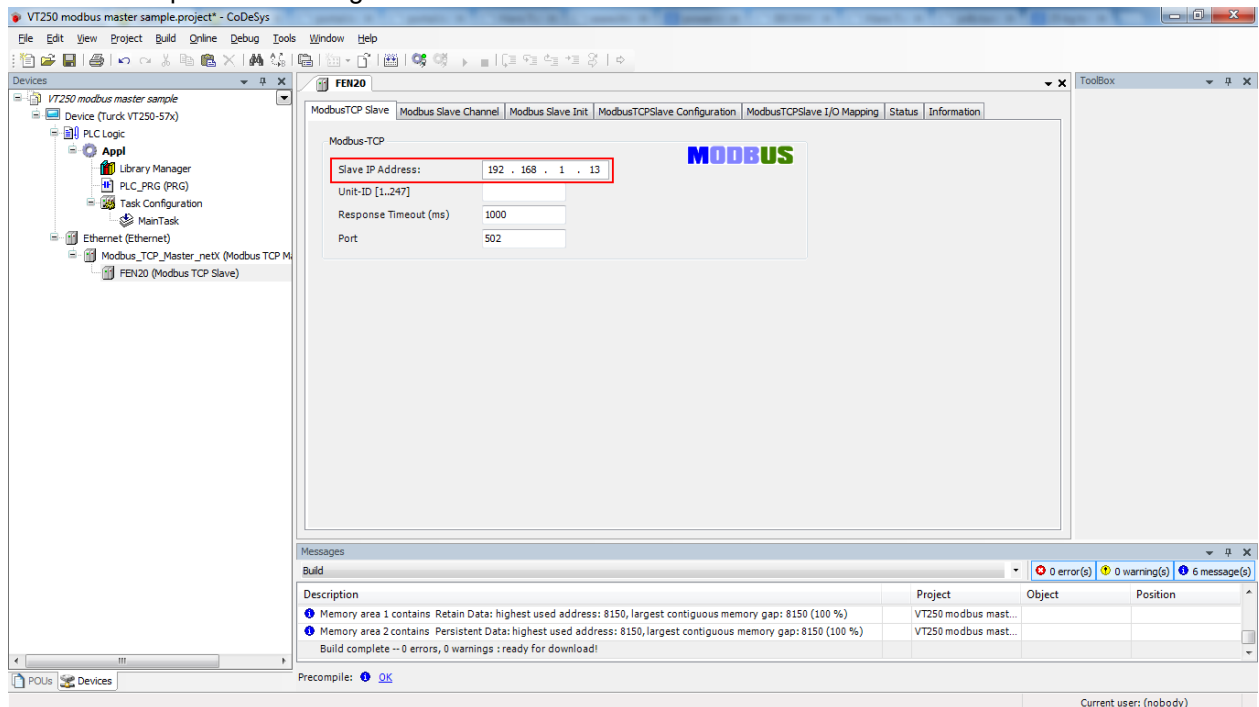 VT250 modbus master sample.project* - CoDeSys
File Edit View Project Build Online Debug Tools Window Help
Devices
VT250 modbus master sample
Device (Turck VT250-57x)
PLC Logic
Appl
Library Manager
PLC_PRG (PRG)
Task Configuration
MainTask
Ethernet (Ethernet)
Modbus_TCP_Master_netX (Modbus TCP Ma
FEN20 (Modbus TCP Slave)
POUs Devices
FEN20
ModbusTCP Slave Modbus Slave Channel Modbus Slave Init ModbusTCPSlave Configuration ModbusTCPSlave I/O Mapping Status Information
Modbus-TCP
MODBUS
Slave IP Address: 192 . 168 . 1 . 13
Unit-ID [1..247]
Response Timeout (ms) 1000
Port 502
ToolBox
Messages
Build 0 error(s) 0 warning(s) 6 message(s)
Description Project Object Position
Memory area 1 contains Retain Data: highest used address: 8150, largest contiguous memory gap: 8150 (100 %) VT250 modbus mast...
Memory area 2 contains Persistent Data: highest used address: 8150, largest contiguous memory gap: 8150 (100 %) VT250 modbus mast...
Build complete -- 0 errors, 0 warnings : ready for download!
Precompile: OK
Current user: (nobody)